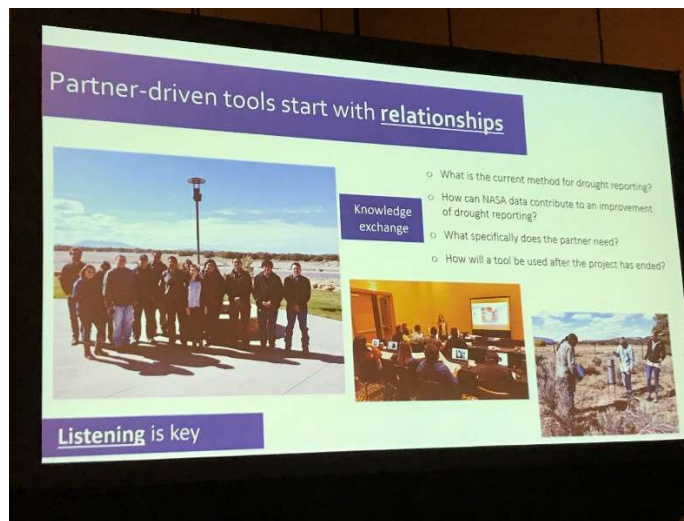 Partner-driven tools start with relationships
Knowledge
exchange
○ What is the current method for drought reporting?
○ How can NASA data contribute to an improvement
of drought reporting?
○ What specifically does the partner need?
○ How will a tool be used after the project has ended?
Listening is key